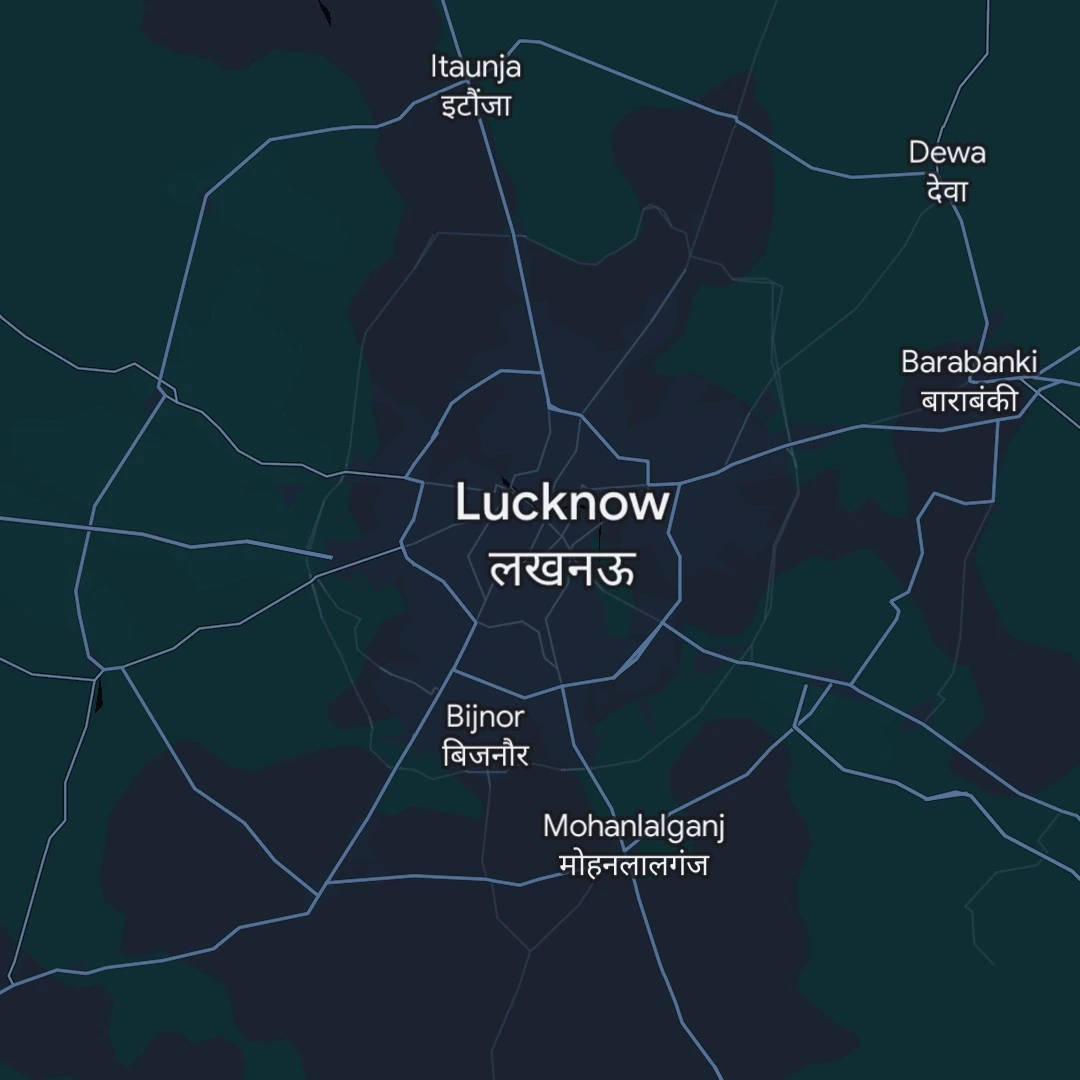 Itaunja
इटौंजा
Dewa
देवा
Barabanki
बाराबंकी
Lucknow
लखनऊ
Bijnor
बिजनौर
Mohanlalganj
मोहनलालगंज